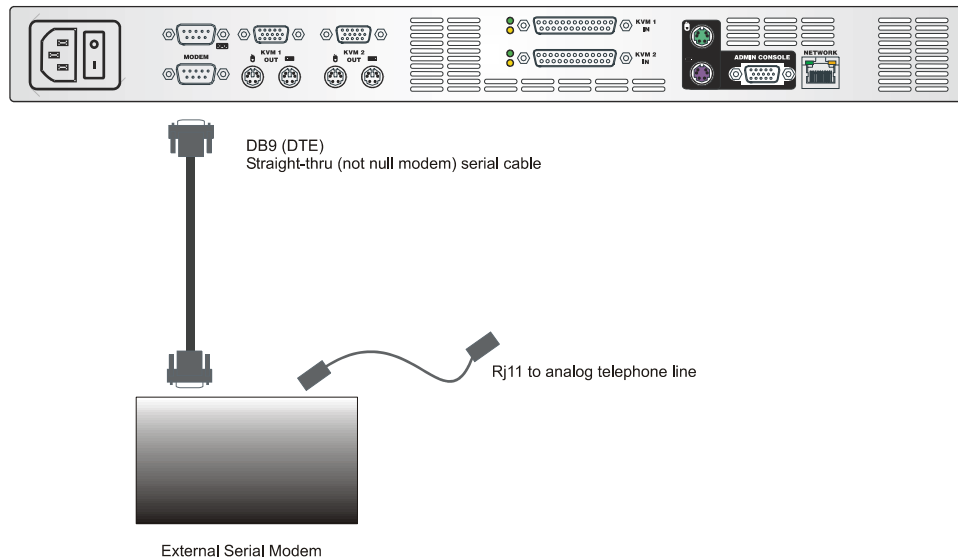 KVM 1
IN
MODEM
KVM 1
OUT
KVM 2
OUT
KVM 2
IN
ADMIN CONSOLE
NETWORK
DB9 (DTE)
Straight-thru (not null modem) serial cable
Rj11 to analog telephone line
External Serial Modem